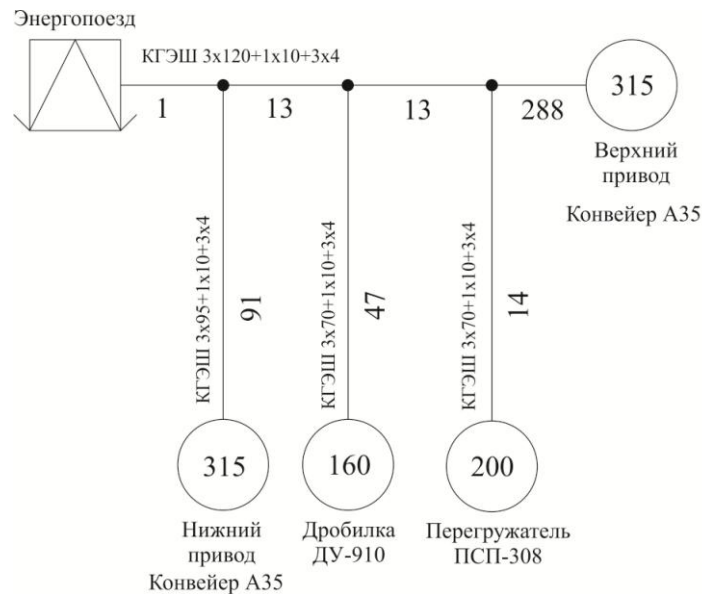 Энергопоезд
КГЭШ 3х120+1х10+3х4
1
13
13
288
315
Верхний
привод
Конвейер А35
КГЭШ 3х95+1х10+3х4
91
КГЭШ 3х70+1х10+3х4
47
КГЭШ 3х70+1х10+3х4
14
315
160
200
Нижний
привод
Конвейер А35
Дробилка
ДУ-910
Перегружатель
ПСП-308